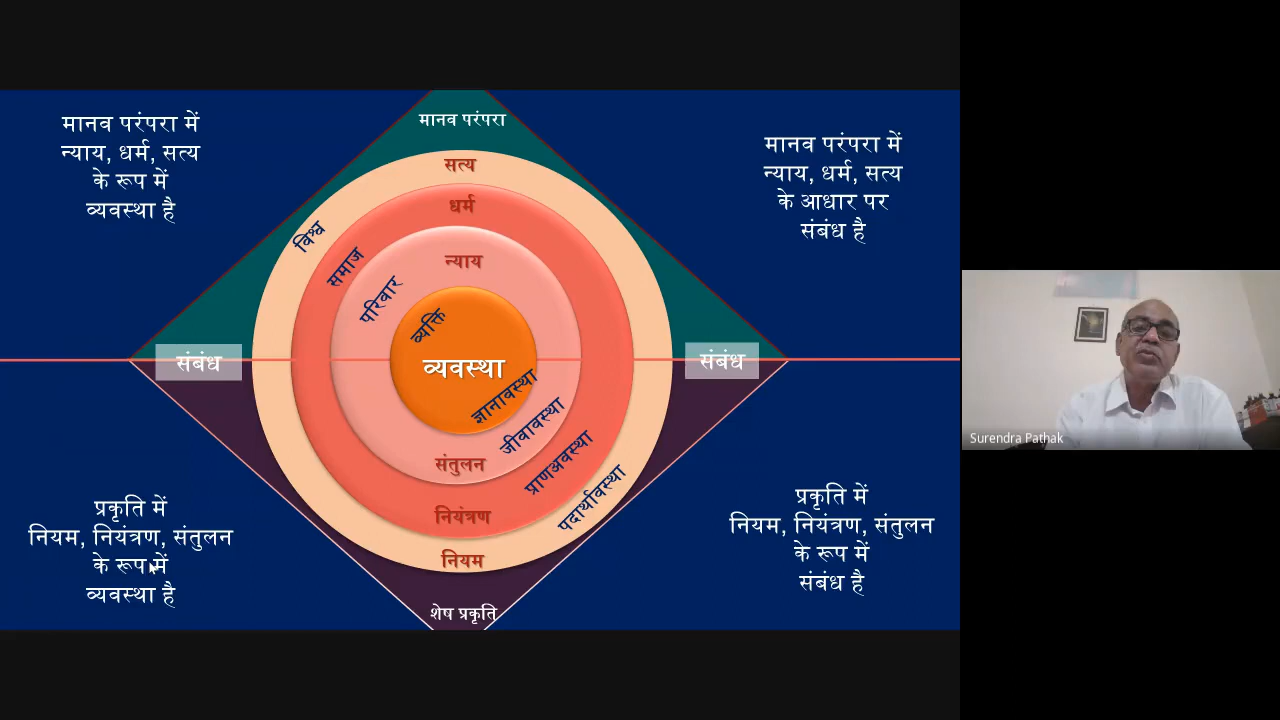 मानव परंपरा में
न्याय, धर्म, सत्य
के रूप में
व्यवस्था है
मानव परंपरा
मानव परंपरा में
न्याय, धर्म, सत्य
के आधार पर
संबंध है
सत्य
धर्म
न्याय
विश्व
समाज
परिवार
व्यक्ति
संबंध
व्यवस्था
संबंध
ज्ञानावस्था
जीवावस्था
प्राणअवस्था
पदार्थावस्था
संतुलन
नियंत्रण
नियम
शेष प्रकृति
प्रकृति में
नियम, नियंत्रण, संतुलन
के रूप में
व्यवस्था है
प्रकृति में
नियम, नियंत्रण, संतुलन
के रूप में
संबंध है
Surendra Pathak